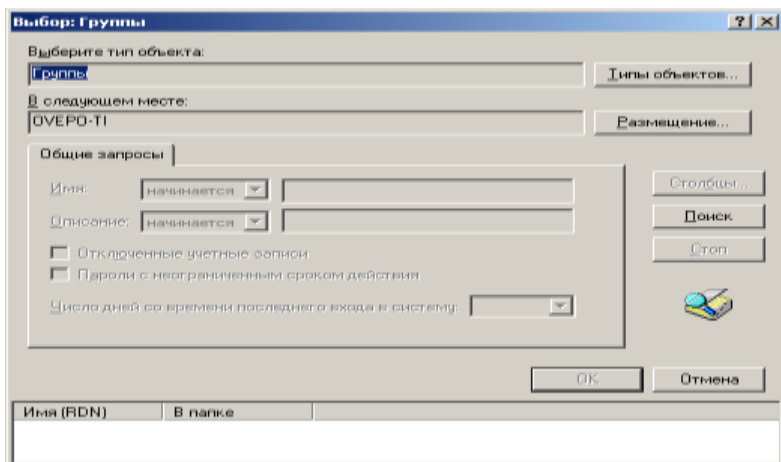 Выбор: Группы
Выберите тип объекта:
Группы
Типы объектов...
В следующем месте:
OVEPO-TI
Размещение...
Общие запросы
Имя: начинается
Столбцы...
Описание: начинается
Поиск
Отключенные учетные записи
Стоп
Пароли с неограниченным сроком действия
Число дней со времени последнего входа в систему:
OK
Отмена
Имя (RDN) В папке